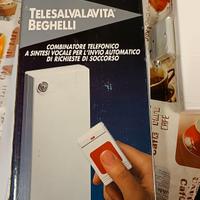 TELESALVALAVITA
BEGHELLI
COMBINATORE TELEFONICO
A SINTESI VOCALE PER L'INVIO AUTOMATICO
DI RICHIESTE DI SOCCORSO